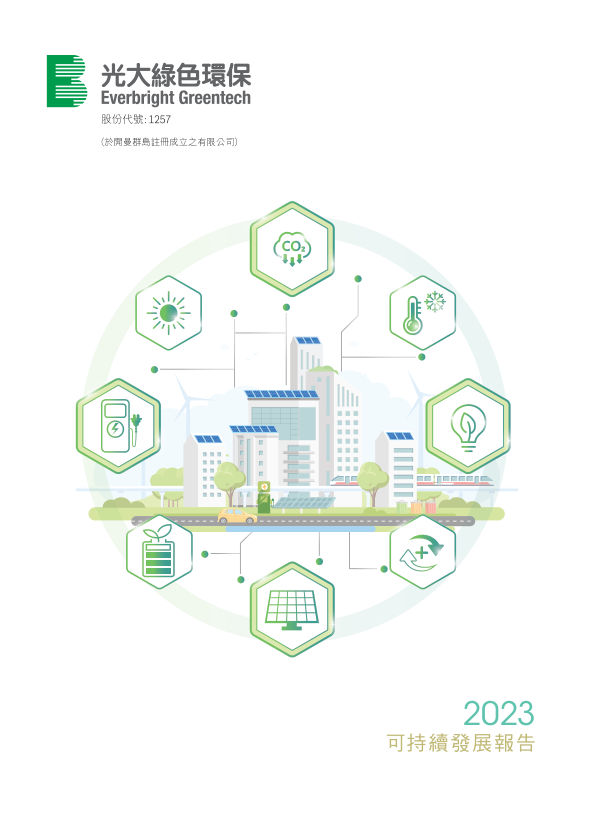 光大綠色環保
Everbright Greentech
股份代號: 1257
(於開曼群島註冊成立之有限公司)
CO₂
2023
可持續發展報告